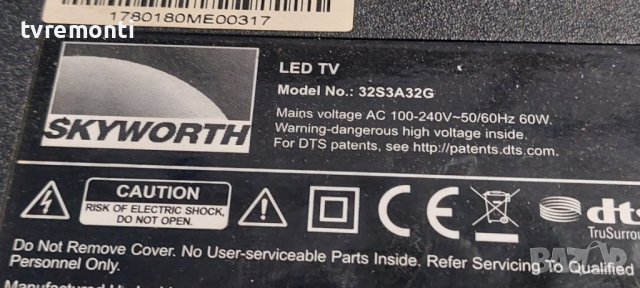 tvremonti
1780180ME00317
LED TV
Model No.: 32S3A32G
SKYWORTH
Mains voltage AC 100-240V~50/60Hz 60W.
Warning-dangerous high voltage inside.
For DTS patents, see http://patents.dts.com.
CAUTION
RISK OF ELECTRIC SHOCK,
DO NOT OPEN.
CE
dts
TruSurround
Do Not Remove Cover. No User-serviceable Parts Inside. Refer Servicing To Qualified
Personnel Only.
BAZAR